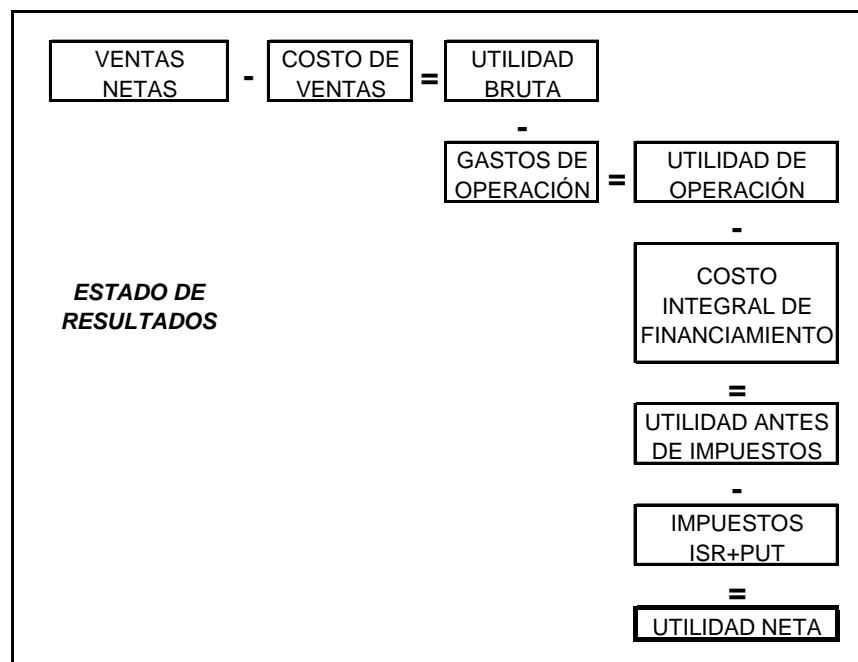 VENTAS
NETAS
-
COSTO DE
VENTAS
=
UTILIDAD
BRUTA
-
GASTOS DE
OPERACIÓN
=
UTILIDAD DE
OPERACIÓN
-
COSTO
INTEGRAL DE
FINANCIAMIENTO
ESTADO DE
RESULTADOS
=
UTILIDAD ANTES
DE IMPUESTOS
-
IMPUESTOS
ISR+PUT
=
UTILIDAD NETA